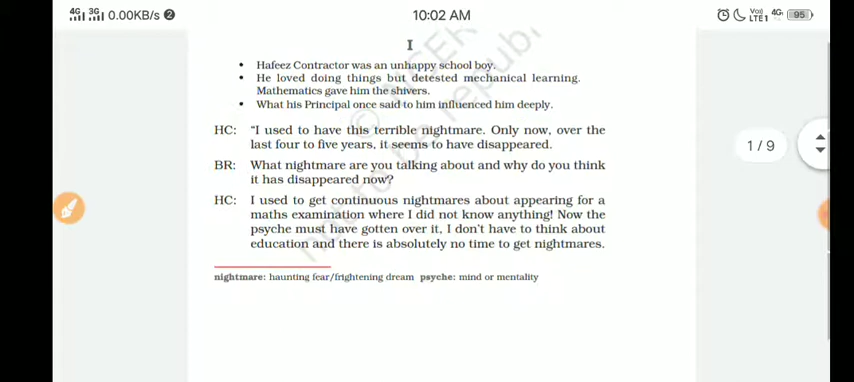 4G 3G 0.00KB/s 2 10:02 AM Vo) LTE1 4G 95
I
• Hafeez Contractor was an unhappy school boy.
• He loved doing things but detested mechanical learning.
Mathematics gave him the shivers.
• What his Principal once said to him influenced him deeply.
HC: "I used to have this terrible nightmare. Only now, over the
last four to five years, it seems to have disappeared.
BR: What nightmare are you talking about and why do you think
it has disappeared now?
HC: I used to get continuous nightmares about appearing for a
maths examination where I did not know anything! Now the
psyche must have gotten over it, I don't have to think about
education and there is absolutely no time to get nightmares.
nightmare: haunting fear/frightening dream psyche: mind or mentality
1 / 9